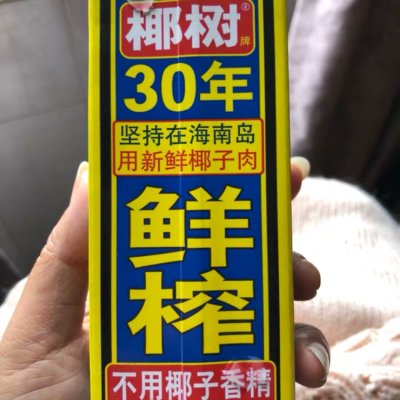 椰树®牌
30年
坚持在海南岛
用新鲜椰子肉
鲜
榨
不用椰子香精